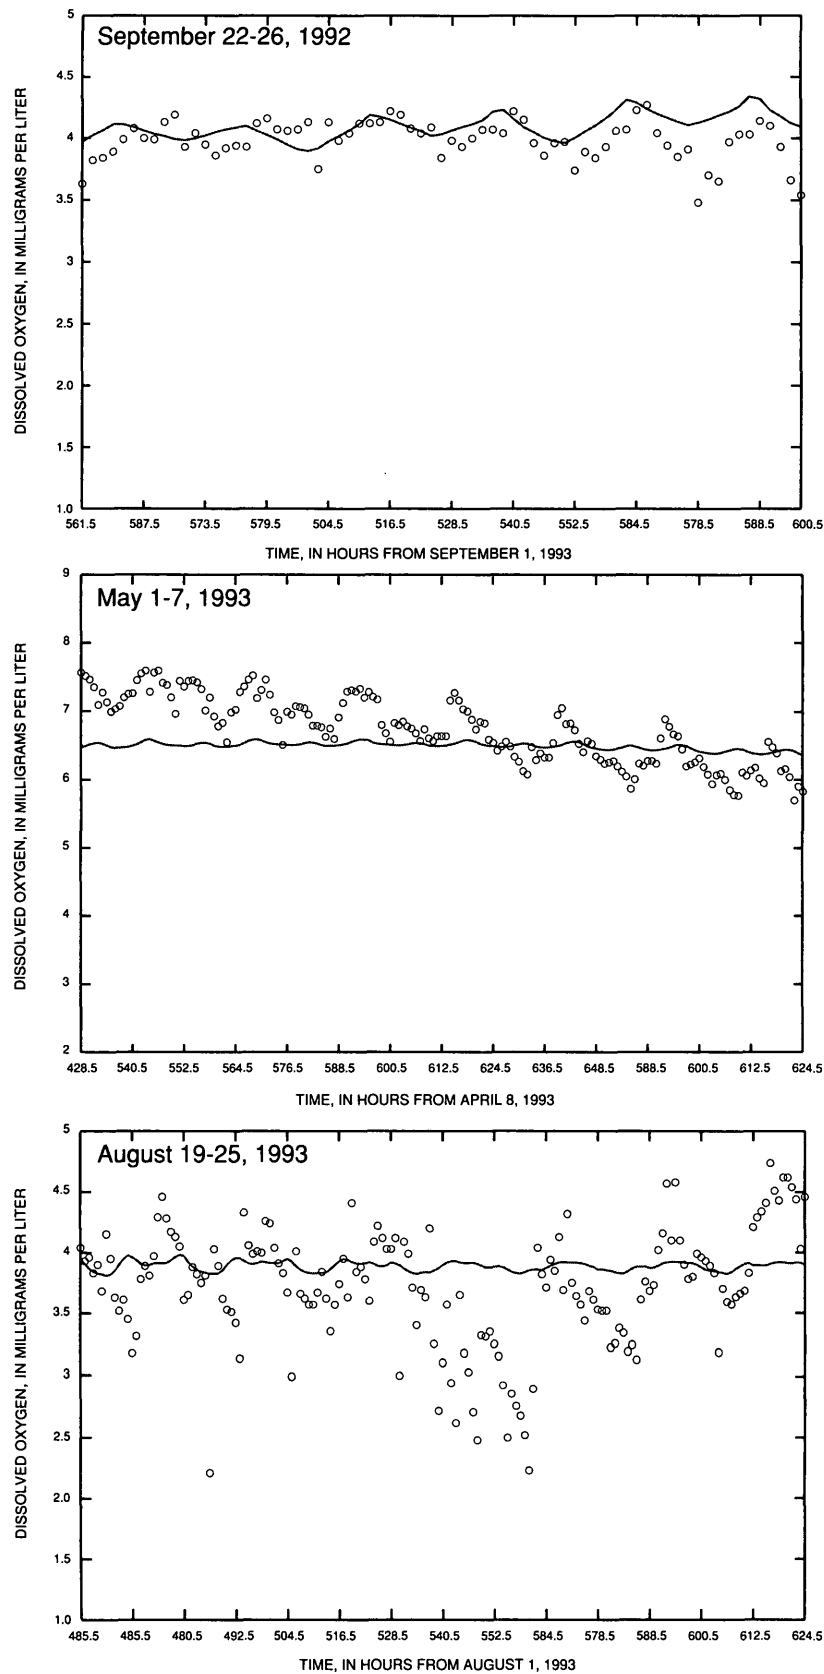 September 22-26, 1992
5
4.5
4
3.5
3
2.5
2.0
1.5
1.0
DISSOLVED OXYGEN, IN MILLIGRAMS PER LITER
561.5 587.5 573.5 579.5 504.5 516.5 528.5 540.5 552.5 584.5 578.5 588.5 600.5
TIME, IN HOURS FROM SEPTEMBER 1, 1993
May 1-7, 1993
9
8
7
6
5
4
3
2
DISSOLVED OXYGEN, IN MILLIGRAMS PER LITER
428.5 540.5 552.5 564.5 576.5 588.5 600.5 612.5 624.5 636.5 648.5 588.5 600.5 612.5 624.5
TIME, IN HOURS FROM APRIL 8, 1993
August 19-25, 1993
5
4.5
4
3.5
3
2.5
2.0
1.5
1.0
DISSOLVED OXYGEN, IN MILLIGRAMS PER LITER
485.5 485.5 480.5 492.5 504.5 516.5 528.5 540.5 552.5 584.5 578.5 588.5 600.5 612.5 624.5
TIME, IN HOURS FROM AUGUST 1, 1993